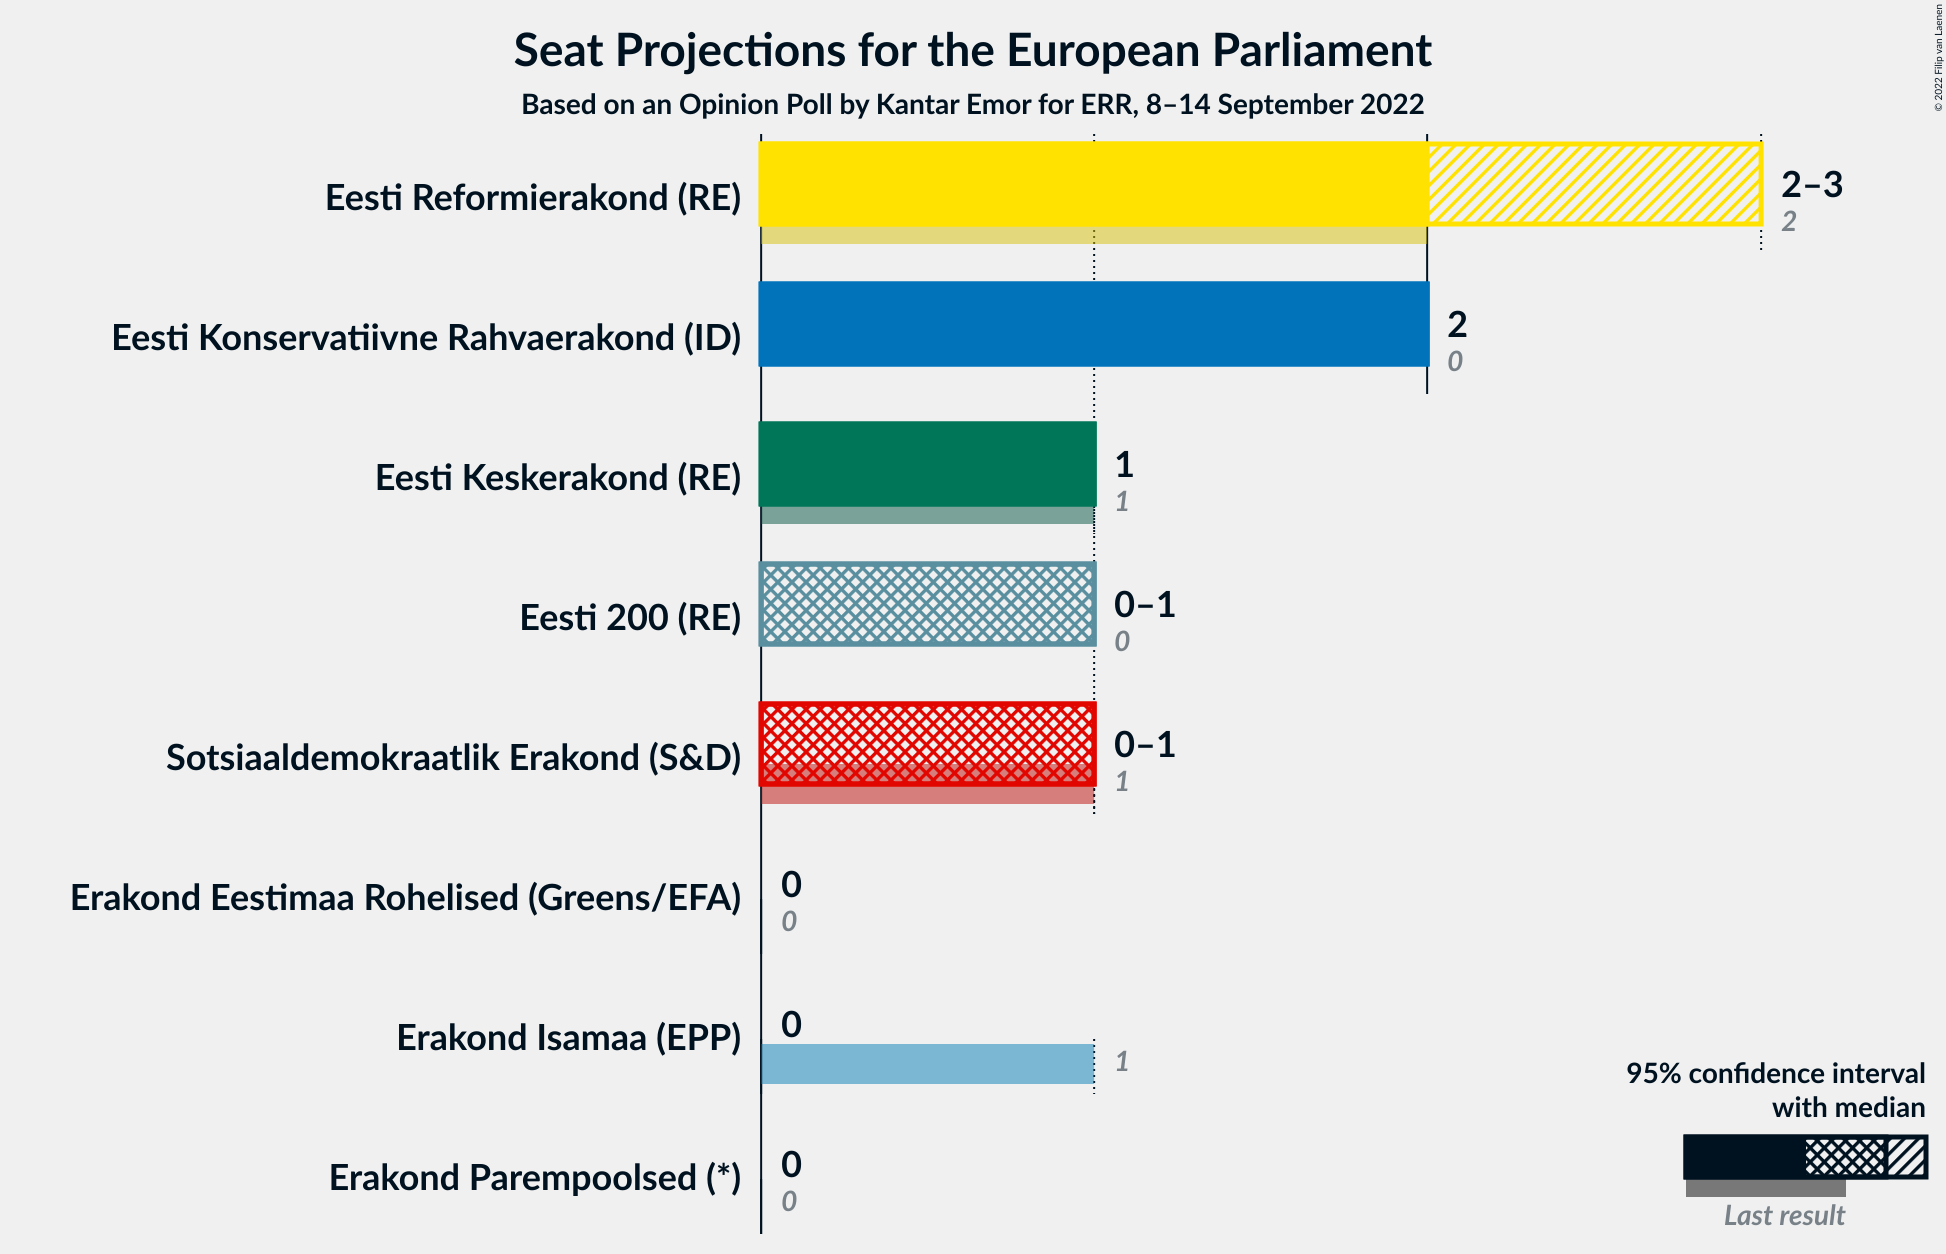 Seat Projections for the European Parliament
Based on an Opinion Poll by Kantar Emor for ERR, 8–14 September 2022
© 2022 Filip van Laenen
Eesti Reformierakond (RE)
2–3
2
Eesti Konservatiivne Rahvaerakond (ID)
2
0
Eesti Keskerakond (RE)
1
1
Eesti 200 (RE)
0–1
0
Sotsiaaldemokraatlik Erakond (S&D)
0–1
1
Erakond Eestimaa Rohelised (Greens/EFA)
0
0
Erakond Isamaa (EPP)
0
1
Erakond Parempoolsed (*)
0
0
95% confidence interval
with median
Last result